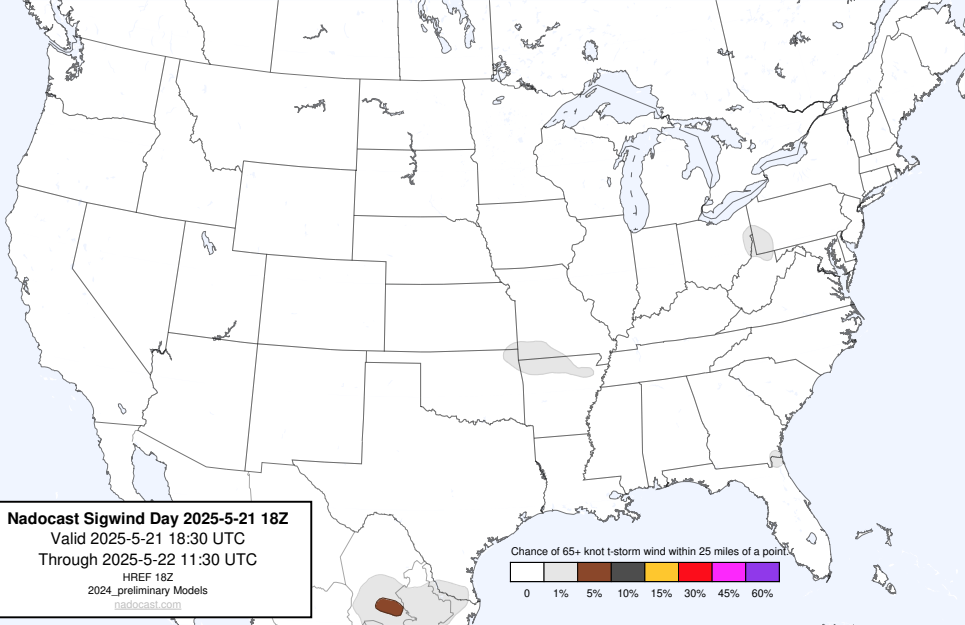 Nadocast Sigwind Day 2025-5-21 18Z
Valid 2025-5-21 18:30 UTC
Through 2025-5-22 11:30 UTC
HREF 18Z
2024_preliminary Models
nadocast.com
Chance of 65+ knot t-storm wind within 25 miles of a point.
0 1% 5% 10% 15% 30% 45% 60%